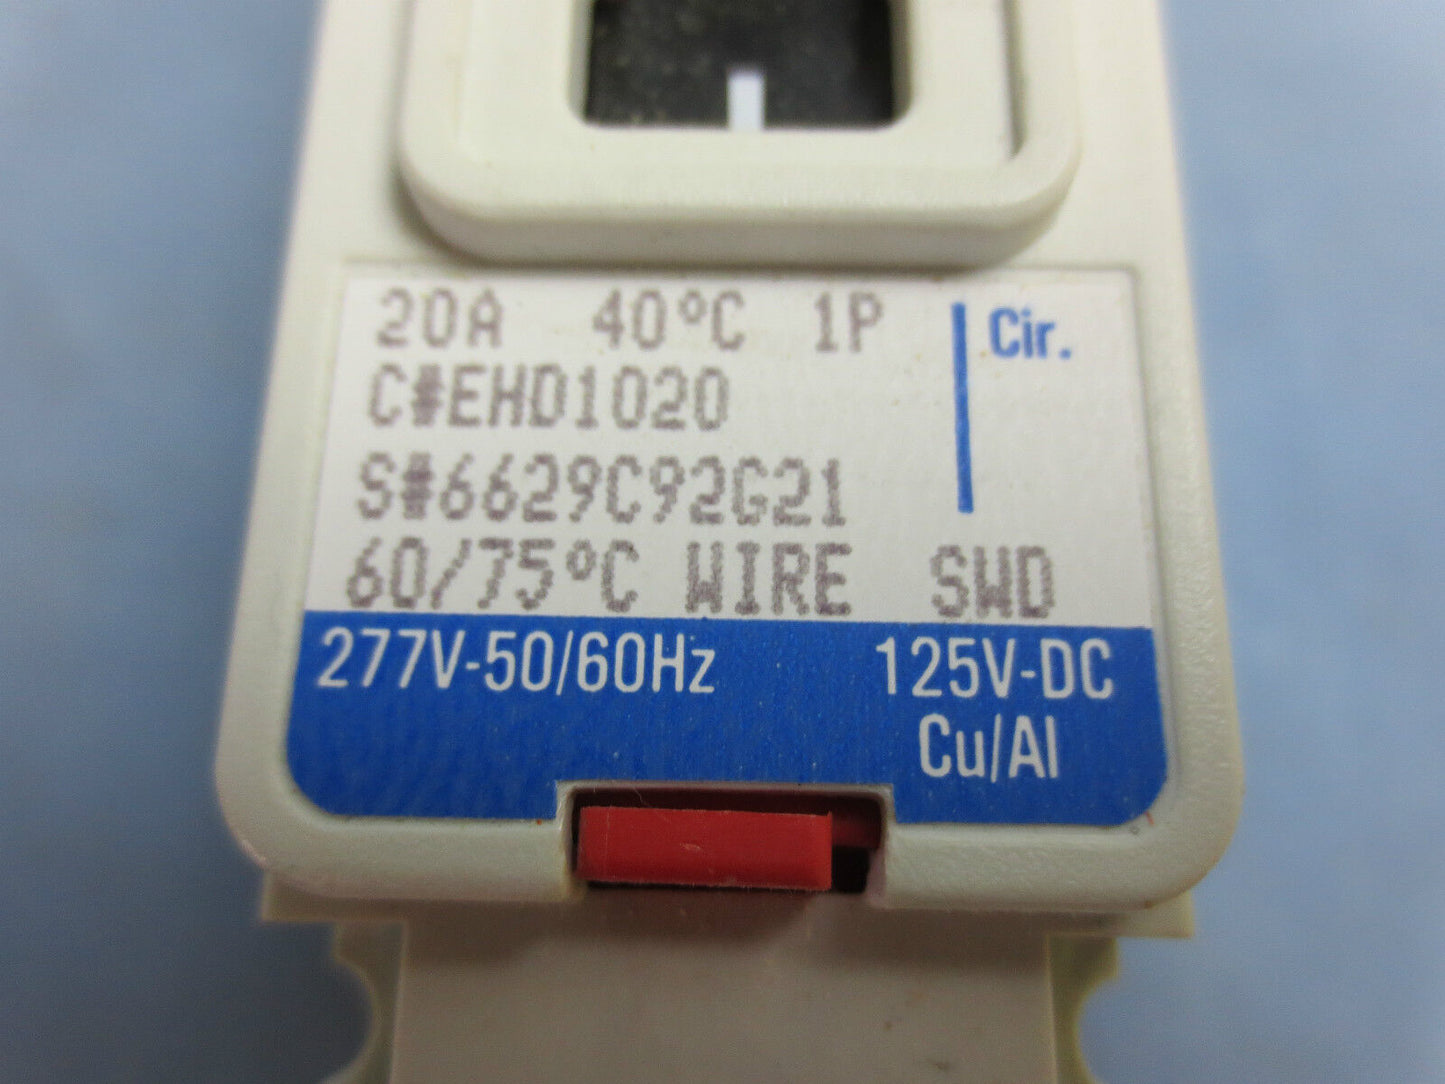 20A 40°C 1P Cir.
C#EHD1020
S#6629C92G21
60/75°C WIRE SWD
277V-50/60Hz 125V-DC
Cu/Al